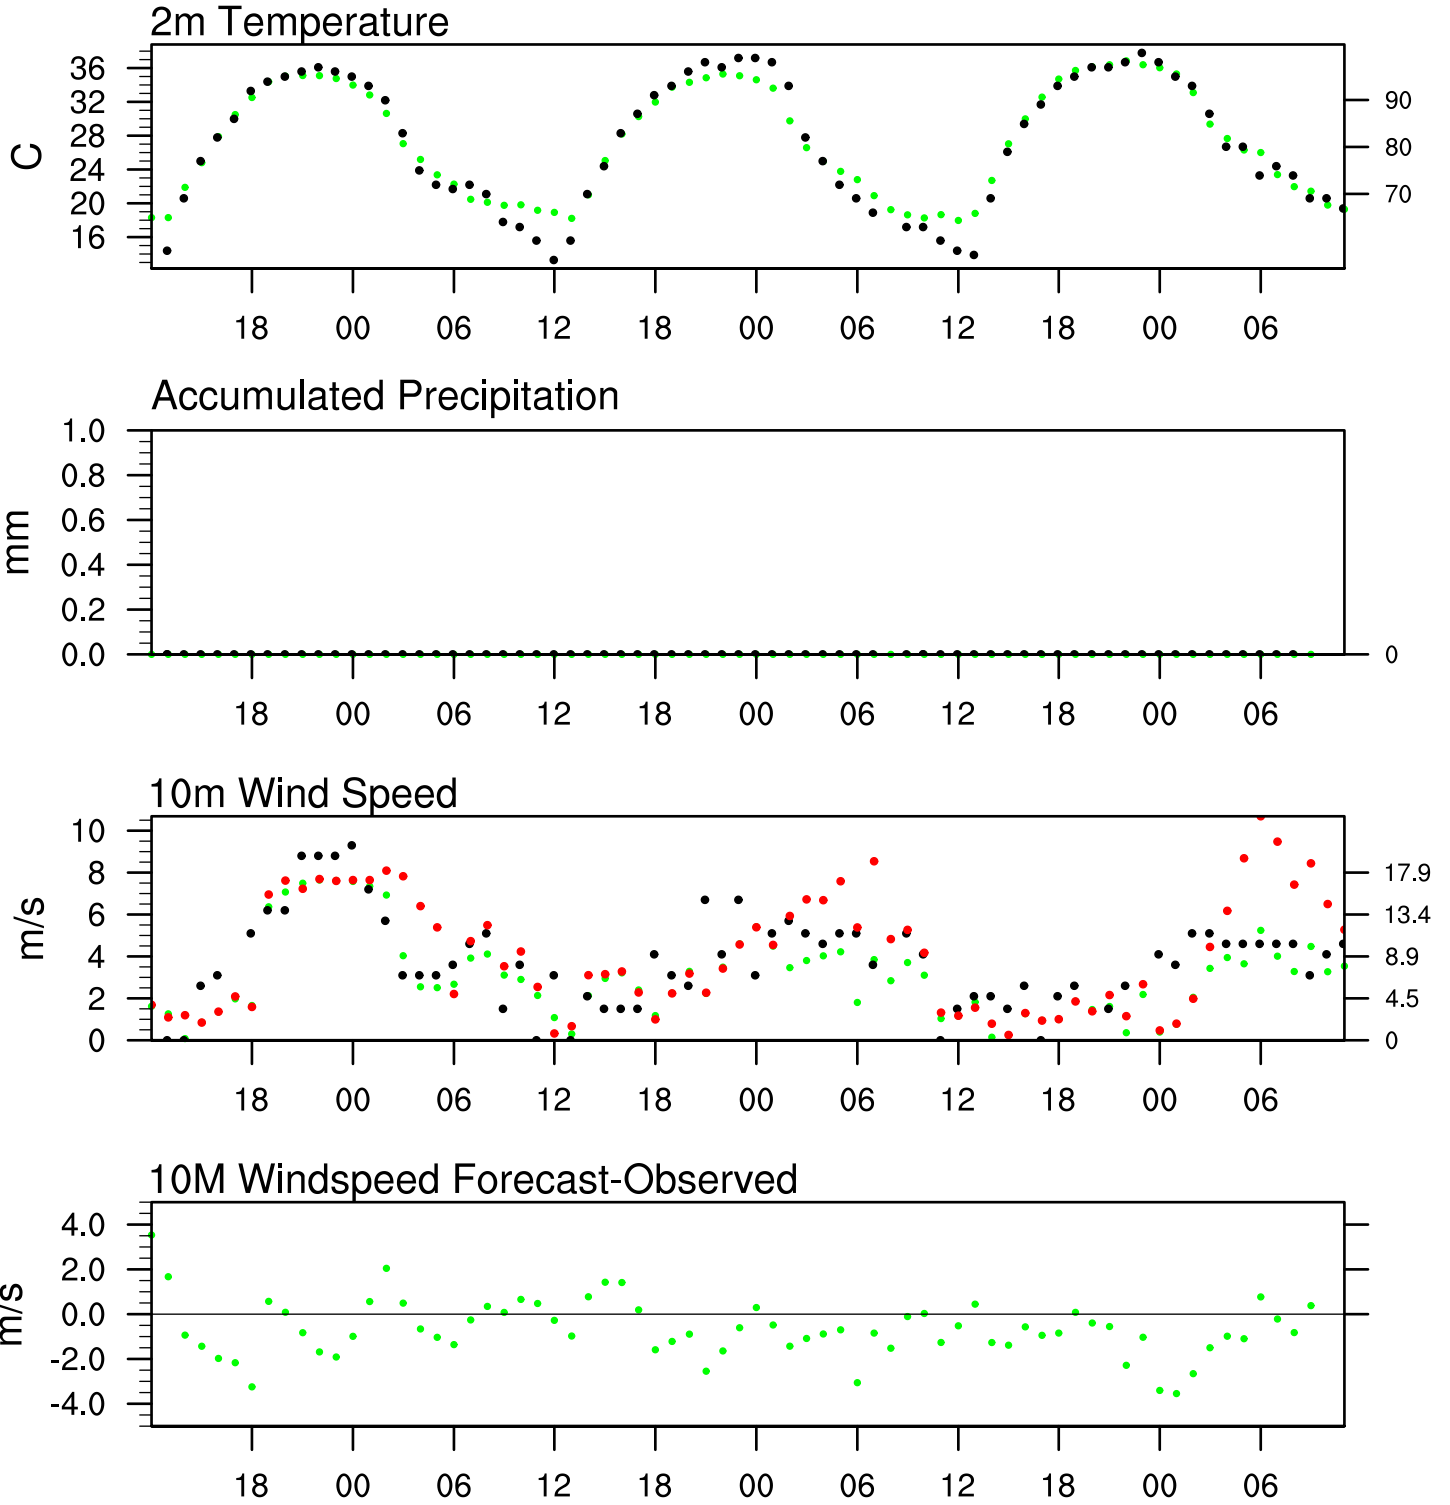 2m Temperature
C
36
32
28
24
20
16
90
80
70
18 00 06 12 18 00 06 12 18 00 06
Accumulated Precipitation
mm
1.0
0.8
0.6
0.4
0.2
0.0
0
18 00 06 12 18 00 06 12 18 00 06
10m Wind Speed
m/s
10
8
6
4
2
0
17.9
13.4
8.9
4.5
0
18 00 06 12 18 00 06 12 18 00 06
10M Windspeed Forecast-Observed
m/s
4.0
2.0
0.0
-2.0
-4.0
18 00 06 12 18 00 06 12 18 00 06